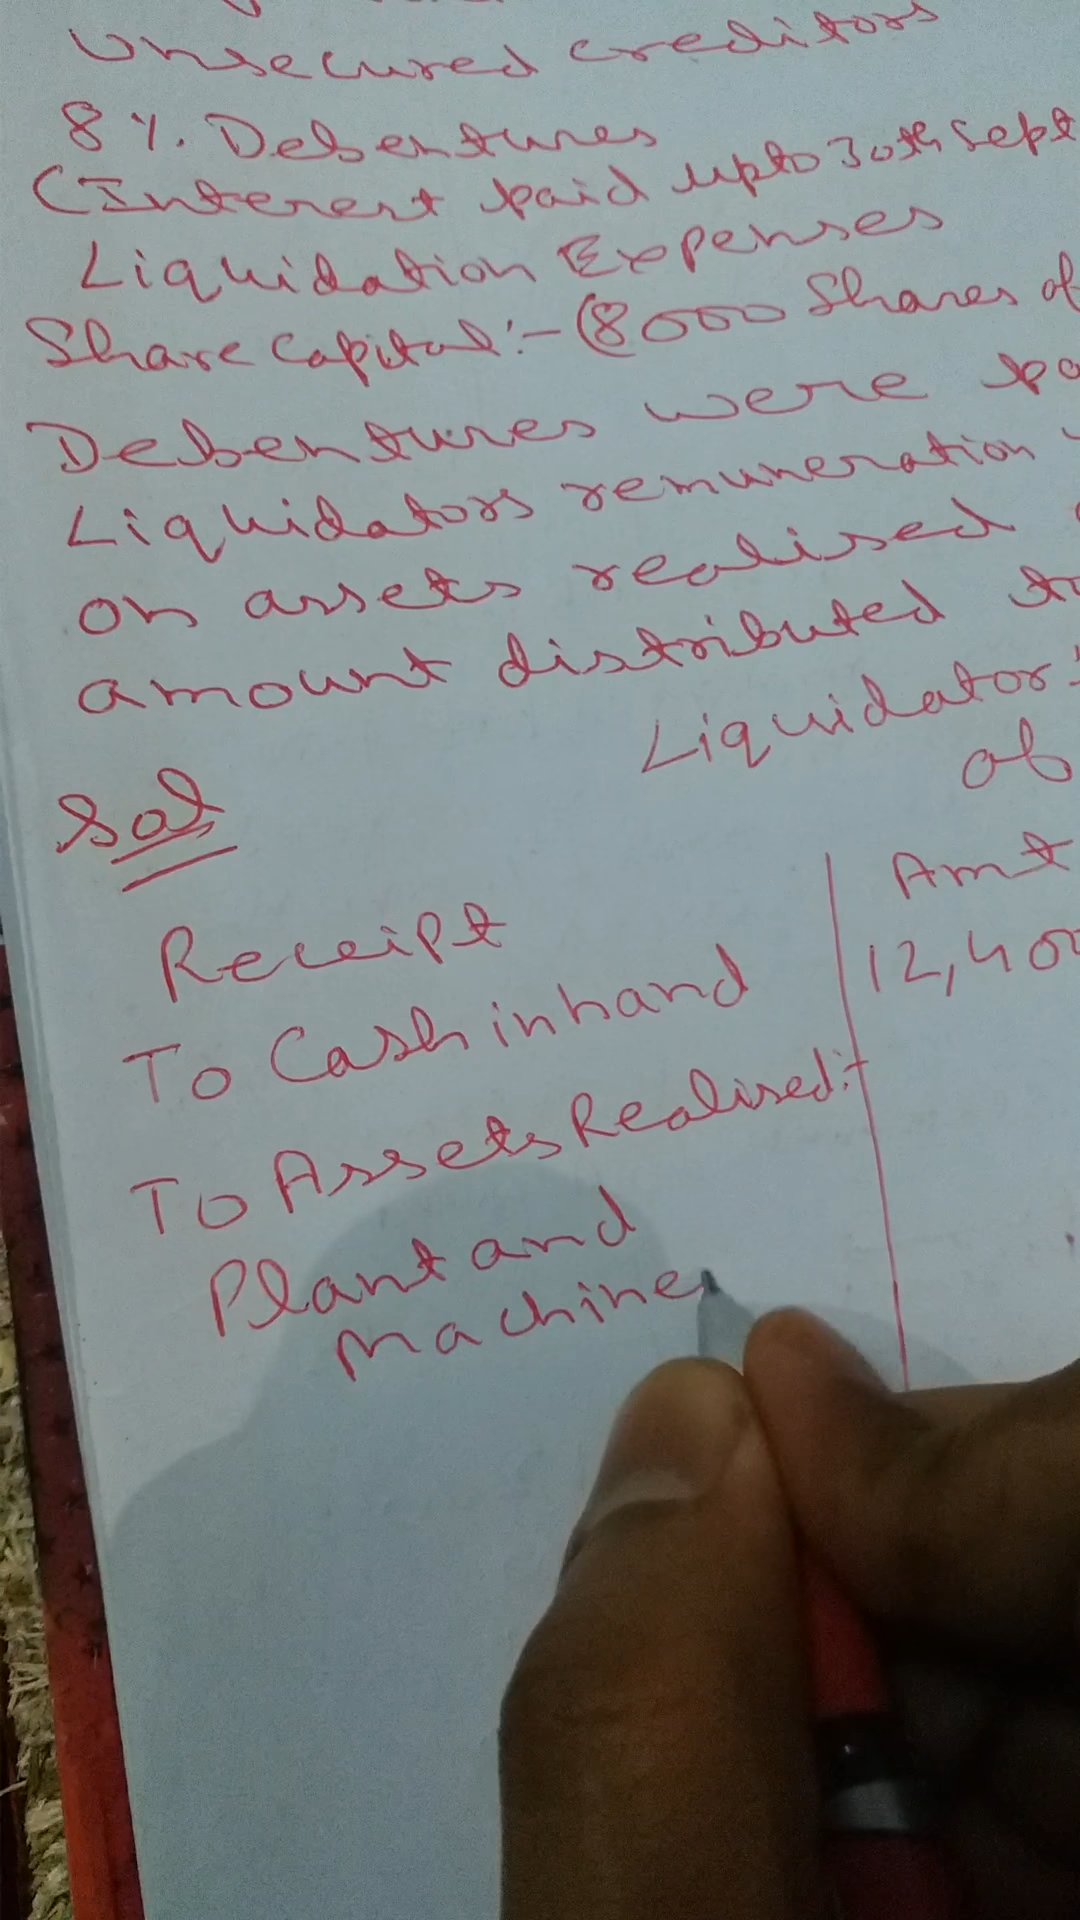 Unsecured creditors
8%. Debentures
(Interest paid upto 30th Sept
Liquidation Expenses
Share Capital:- (8000 Shares of
Debentures were
Liquidators remuneration
on assets realised
amount distributed to
Liquidator's
of
Sol
Receipt
Amt
To Cash in hand
12,400
To Assets Realised:-
Plant and
Machine